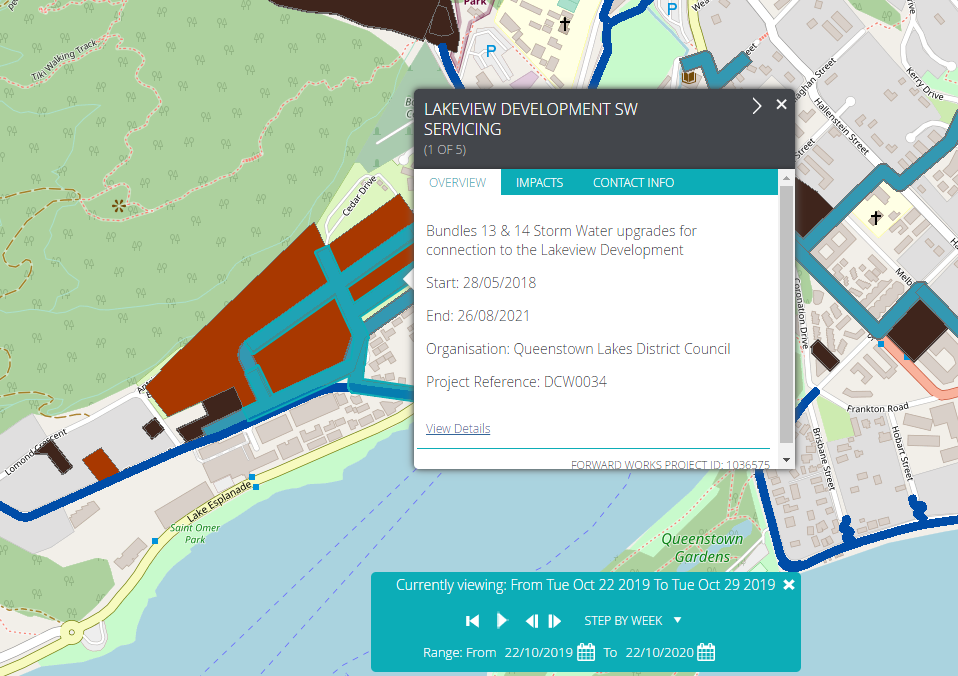 Park
P
P
Tiki Walking Track
Cedar Drive
Lomond Crescent
Lake Esplanade
Saint Omer
Park
Hallenstein Street
Kerry Drive
Street
Coronation Drive
Frankton Road
Brisbane Street
Hobart Street
Queenstown
Gardens
LAKEVIEW DEVELOPMENT SW
SERVICING
(1 OF 5)
OVERVIEW IMPACTS CONTACT INFO
Bundles 13 & 14 Storm Water upgrades for
connection to the Lakeview Development
Start: 28/05/2018
End: 26/08/2021
Organisation: Queenstown Lakes District Council
Project Reference: DCW0034
View Details
FORWARD WORKS PROJECT ID: 1036575
Currently viewing: From Tue Oct 22 2019 To Tue Oct 29 2019
STEP BY WEEK
Range: From 22/10/2019 To 22/10/2020